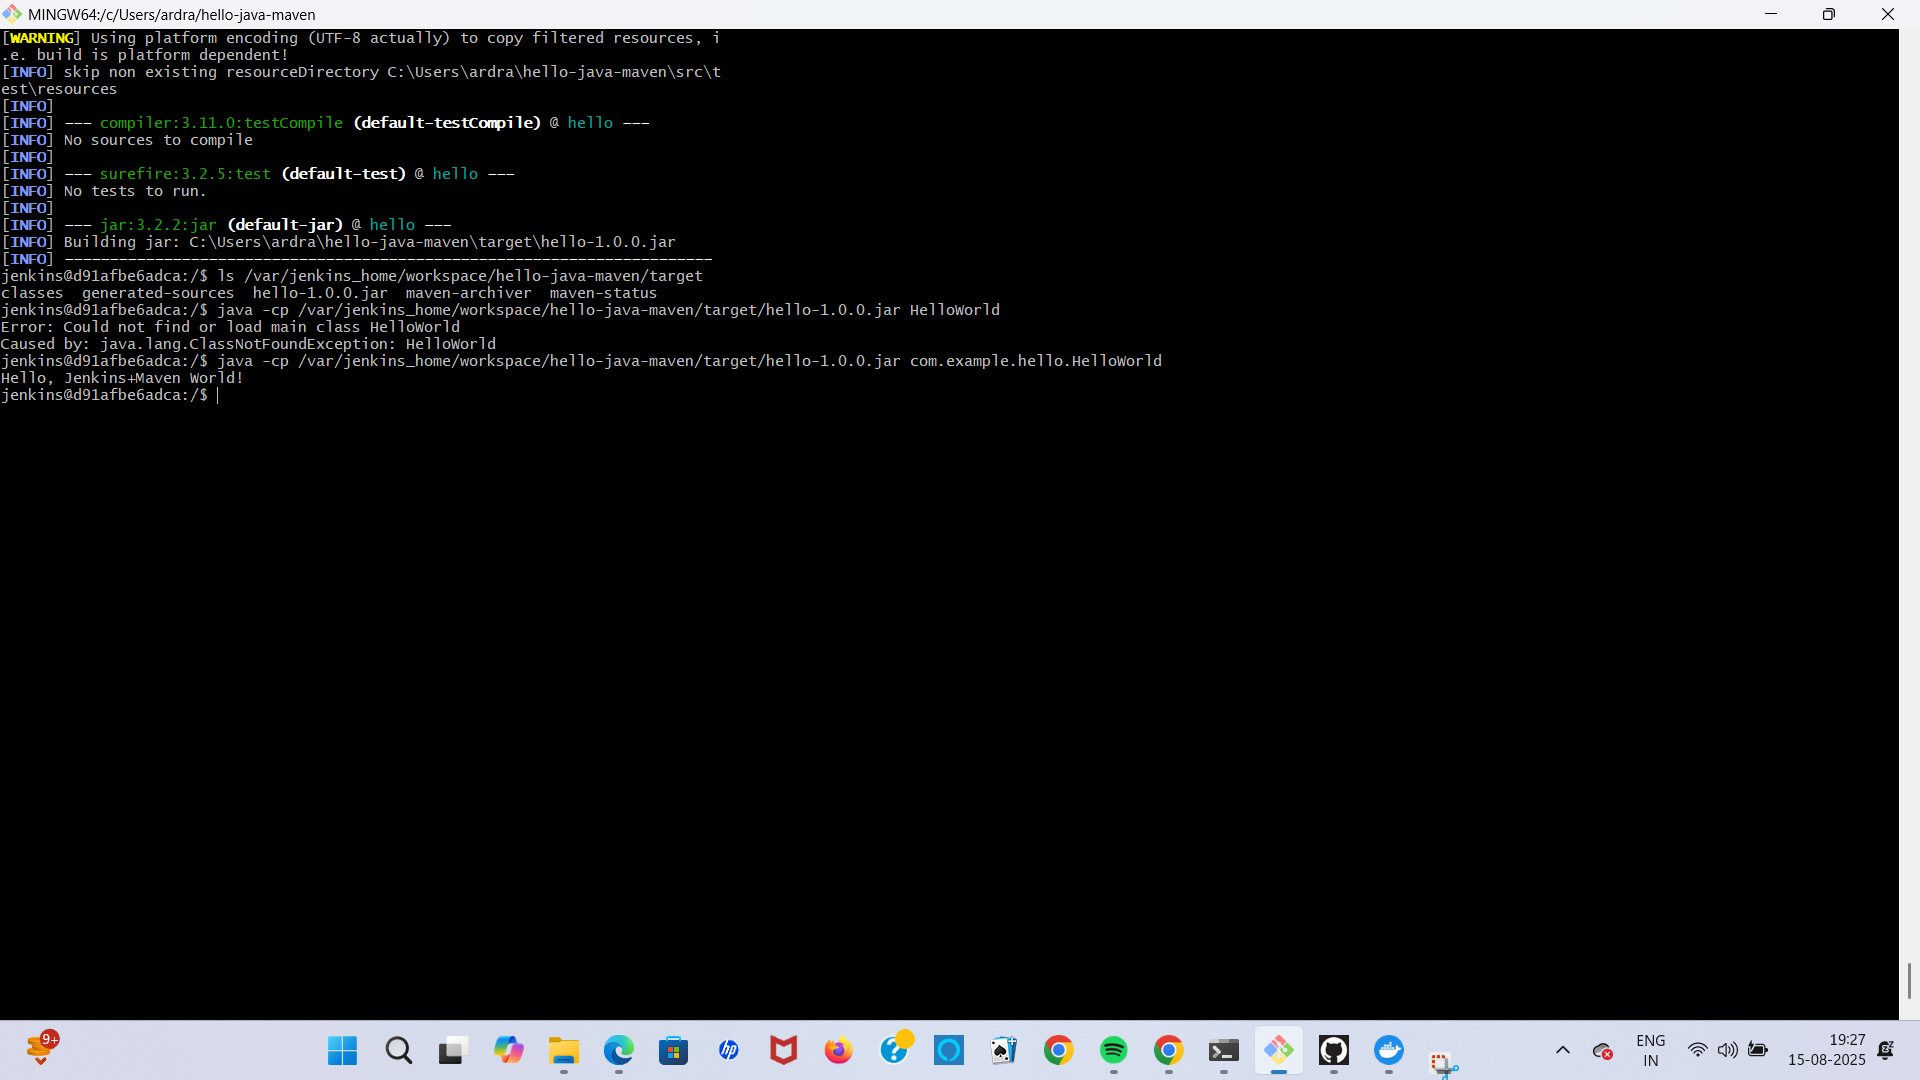 MINGW64:/c/Users/ardra/hello-java-maven
[WARNING] Using platform encoding (UTF-8 actually) to copy filtered resources, i
.e. build is platform dependent!
[INFO] skip non existing resourceDirectory C:\Users\ardra\hello-java-maven\src\t
est\resources
[INFO]
[INFO] --- compiler:3.11.0:testCompile (default-testCompile) @ hello ---
[INFO] No sources to compile
[INFO]
[INFO] --- surefire:3.2.5:test (default-test) @ hello ---
[INFO] No tests to run.
[INFO]
[INFO] --- jar:3.2.2:jar (default-jar) @ hello ---
[INFO] Building jar: C:\Users\ardra\hello-java-maven\target\hello-1.0.0.jar
[INFO] ------------------------------------------------------------------------
jenkins@d91afbe6adca:/$ ls /var/jenkins_home/workspace/hello-java-maven/target
classes  generated-sources  hello-1.0.0.jar  maven-archiver  maven-status
jenkins@d91afbe6adca:/$ java -cp /var/jenkins_home/workspace/hello-java-maven/target/hello-1.0.0.jar HelloWorld
Error: Could not find or load main class HelloWorld
Caused by: java.lang.ClassNotFoundException: HelloWorld
jenkins@d91afbe6adca:/$ java -cp /var/jenkins_home/workspace/hello-java-maven/target/hello-1.0.0.jar com.example.hello.HelloWorld
Hello, Jenkins+Maven World!
jenkins@d91afbe6adca:/$
9+
hp
ENG
IN
19:27
15-08-2025